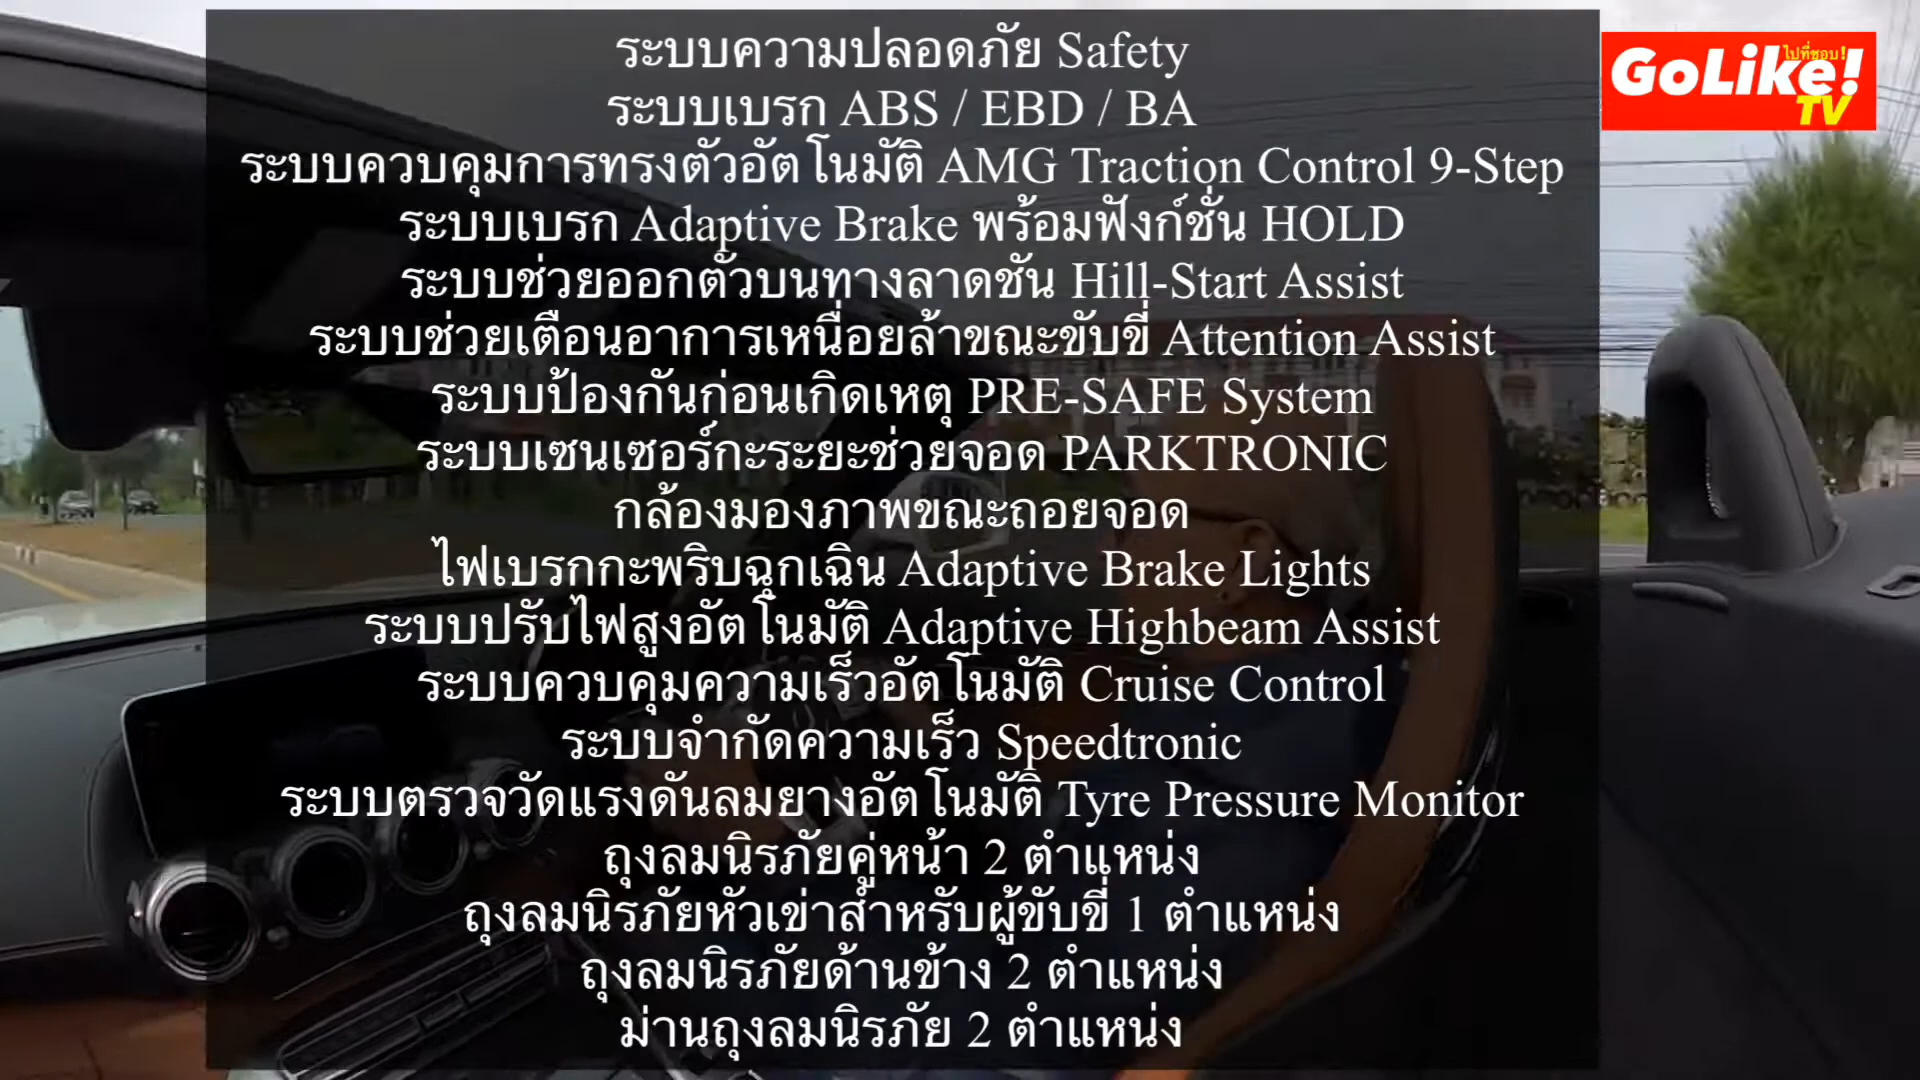 ระบบความปลอดภัย Safety
ระบบเบรก ABS / EBD / BA
ระบบควบคุมการทรงตัวอัตโนมัติ AMG Traction Control 9-Step
ระบบเบรก Adaptive Brake พร้อมฟังก์ชั่น HOLD
ระบบช่วยออกตัวบนทางลาดชัน Hill-Start Assist
ระบบช่วยเตือนอาการเหนื่อยล้าขณะขับขี่ Attention Assist
ระบบป้องกันก่อนเกิดเหตุ PRE-SAFE System
ระบบเซนเซอร์กะระยะช่วยจอด PARKTRONIC
กล้องมองภาพขณะถอยจอด
ไฟเบรกกะพริบฉุกเฉิน Adaptive Brake Lights
ระบบปรับไฟสูงอัตโนมัติ Adaptive Highbeam Assist
ระบบควบคุมความเร็วอัตโนมัติ Cruise Control
ระบบจำกัดความเร็ว Speedtronic
ระบบตรวจวัดแรงดันลมยางอัตโนมัติ Tyre Pressure Monitor
ถุงลมนิรภัยคู่หน้า 2 ตำแหน่ง
ถุงลมนิรภัยหัวเข่าสำหรับผู้ขับขี่ 1 ตำแหน่ง
ถุงลมนิรภัยด้านข้าง 2 ตำแหน่ง
ม่านถุงลมนิรภัย 2 ตำแหน่ง
ไปที่ชอบ!
GoLike!
TV